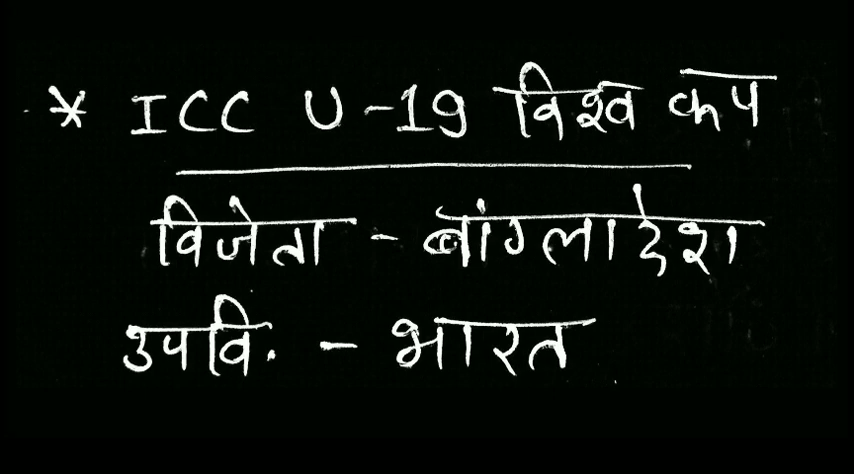 * ICC U-19 विश्व कप
विजेता - बांग्लादेश
उपवि. - भारत